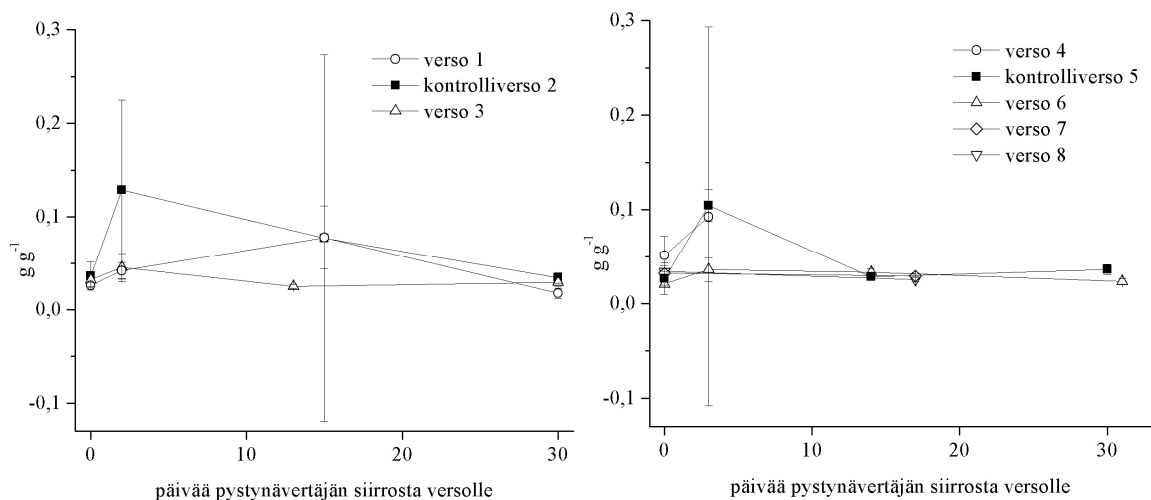 0,3
0,2
0,1
0,0
-0,1
g g-1
verso 1
kontrolliverso 2
verso 3
0
10
20
30
päivää pystynävertäjän siirrosta versolle
0,3
0,2
0,1
0,0
-0,1
g g-1
verso 4
kontrolliverso 5
verso 6
verso 7
verso 8
0
10
20
30
päivää pystynävertäjän siirrosta versolle